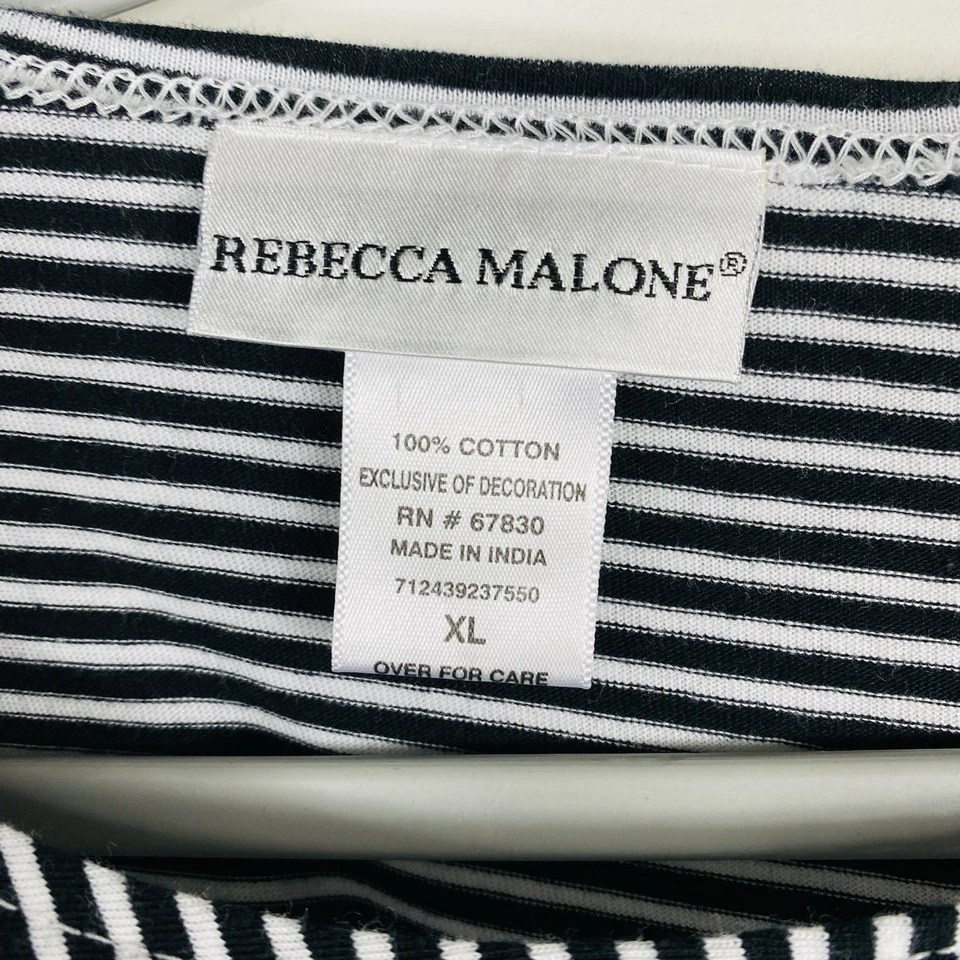 REBECCA MALONE®
100% COTTON
EXCLUSIVE OF DECORATION
RN # 67830
MADE IN INDIA
712439237550
XL
OVER FOR CARE